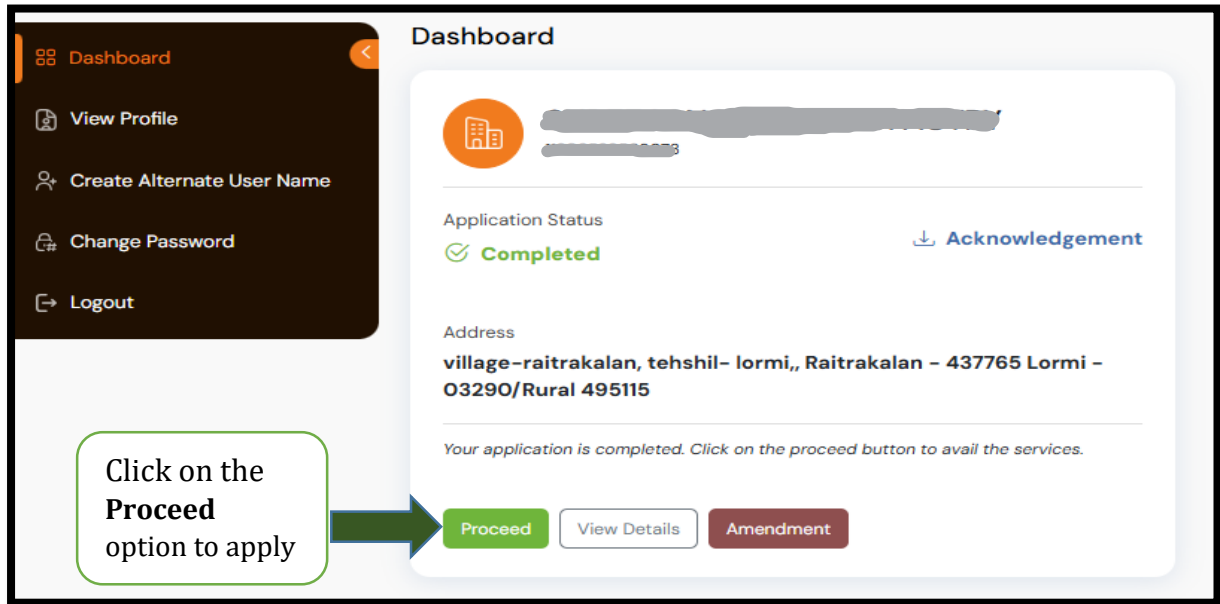 Dashboard
Dashboard
View Profile
Create Alternate User Name
Change Password
Logout
Application Status
Completed
Acknowledgement
Address
village-raitrakalan, tehshil- lormi,, Raitrakalan - 437765 Lormi -
03290/Rural 495115
Your application is completed. Click on the proceed button to avail the services.
Click on the
Proceed
option to apply
Proceed
View Details
Amendment